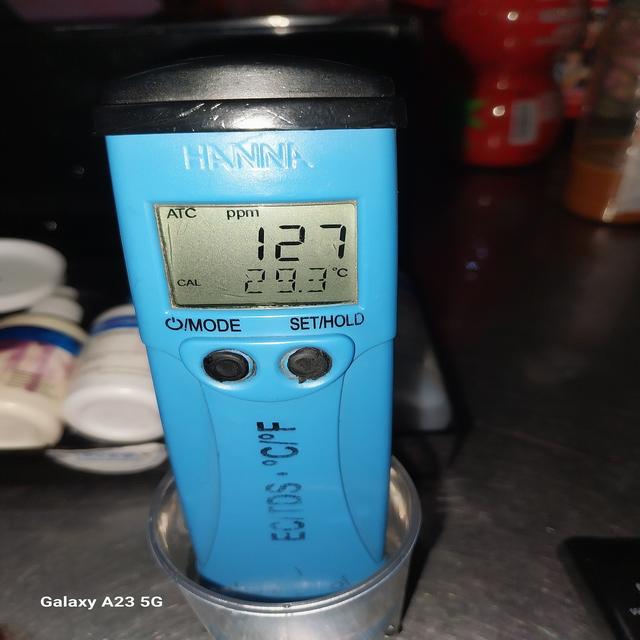 HANNA
ATC ppm
127
CAL 29.3 °C
⏻/MODE SET/HOLD
EC/TDS · °C/°F
Galaxy A23 5G